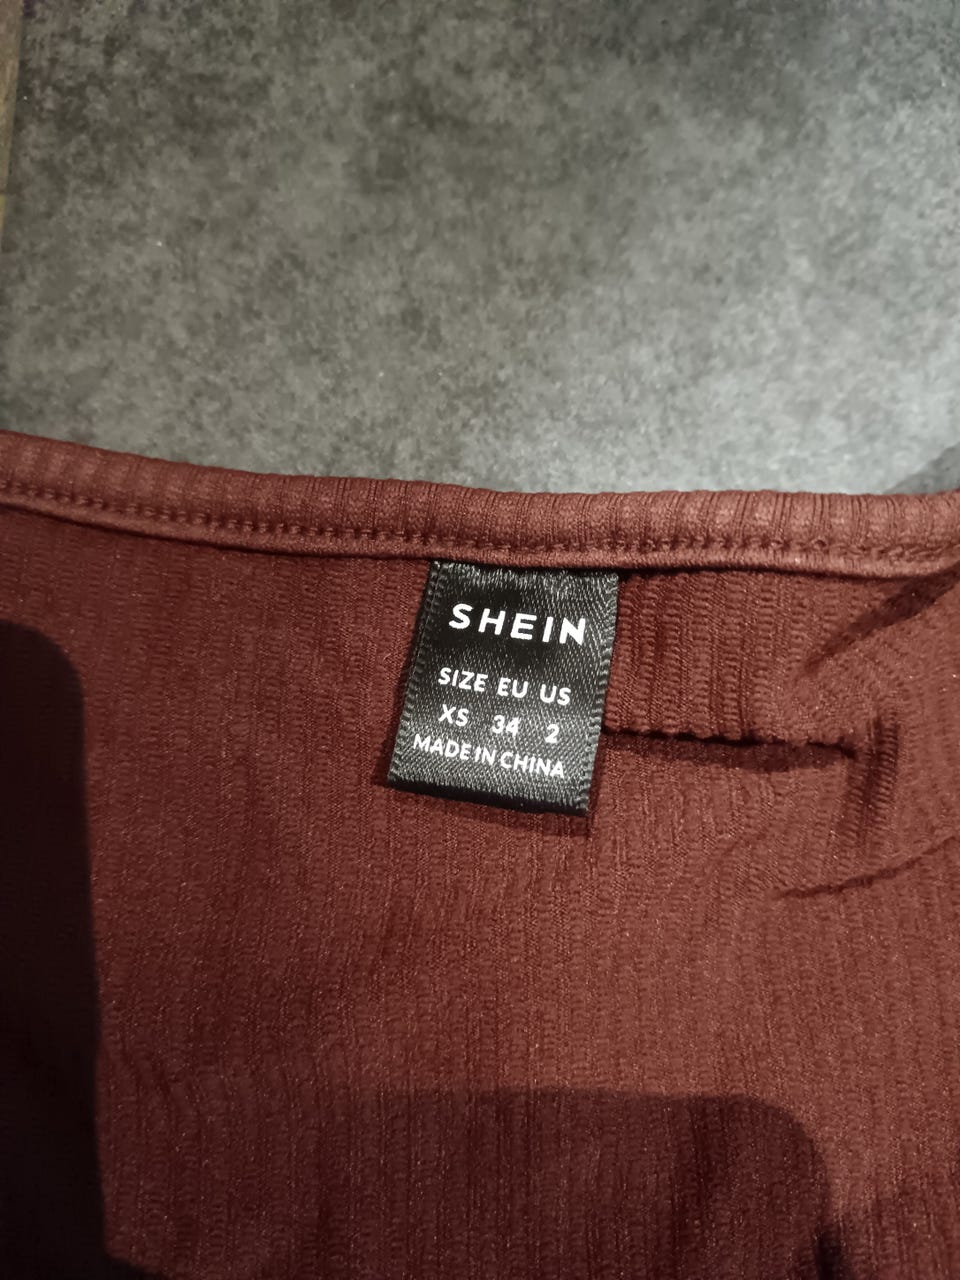 SHEIN
SIZE EU US
XS 34 2
MADE IN CHINA